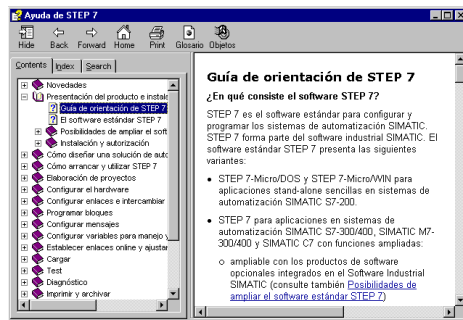 Ayuda de STEP 7
Hide Back Forward Home Print Glosario Objetos
Contents Index Search
Novedades
Presentación del producto e instala
Guía de orientación de STEP 7
El software estándar STEP 7
Posibilidades de ampliar el soft
Instalación y autorización
Cómo diseñar una solución de auto
Cómo arrancar y utilizar STEP 7
Elaboración de proyectos
Configurar el hardware
Configurar enlaces e intercambiar
Programar bloques
Configurar mensajes
Configurar variables para manejo y
Establecer enlaces online y ajustar
Cargar
Test
Diagnóstico
Imprimir y archivar
Guía de orientación de STEP 7
¿En qué consiste el software STEP 7?
STEP 7 es el software estándar para configurar y
programar los sistemas de automatización SIMATIC.
STEP 7 forma parte del software industrial SIMATIC. El
software estándar STEP 7 presenta las siguientes
variantes:
• STEP 7-Micro/DOS y STEP 7-Micro/WIN para
aplicaciones stand-alone sencillas en sistemas de
automatización SIMATIC S7-200.
• STEP 7 para aplicaciones en sistemas de
automatización SIMATIC S7-300/400, SIMATIC M7-
300/400 y SIMATIC C7 con funciones ampliadas:
o ampliable con los productos de software
opcionales integrados en el Software Industrial
SIMATIC (consulte también Posibilidades de
ampliar el software estándar STEP 7)